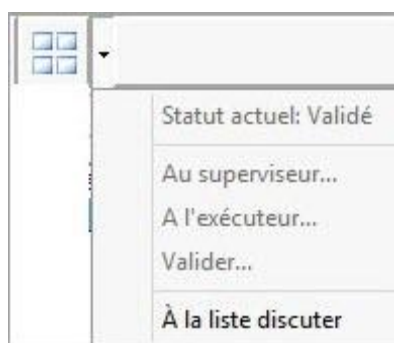 Statut actuel: Validé
Au superviseur...
A l'exécuteur...
Valider...
À la liste discuter